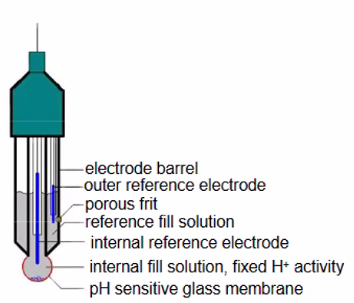 electrode barrel
outer reference electrode
porous frit
reference fill solution
internal reference electrode
internal fill solution, fixed H⁺ activity
pH sensitive glass membrane